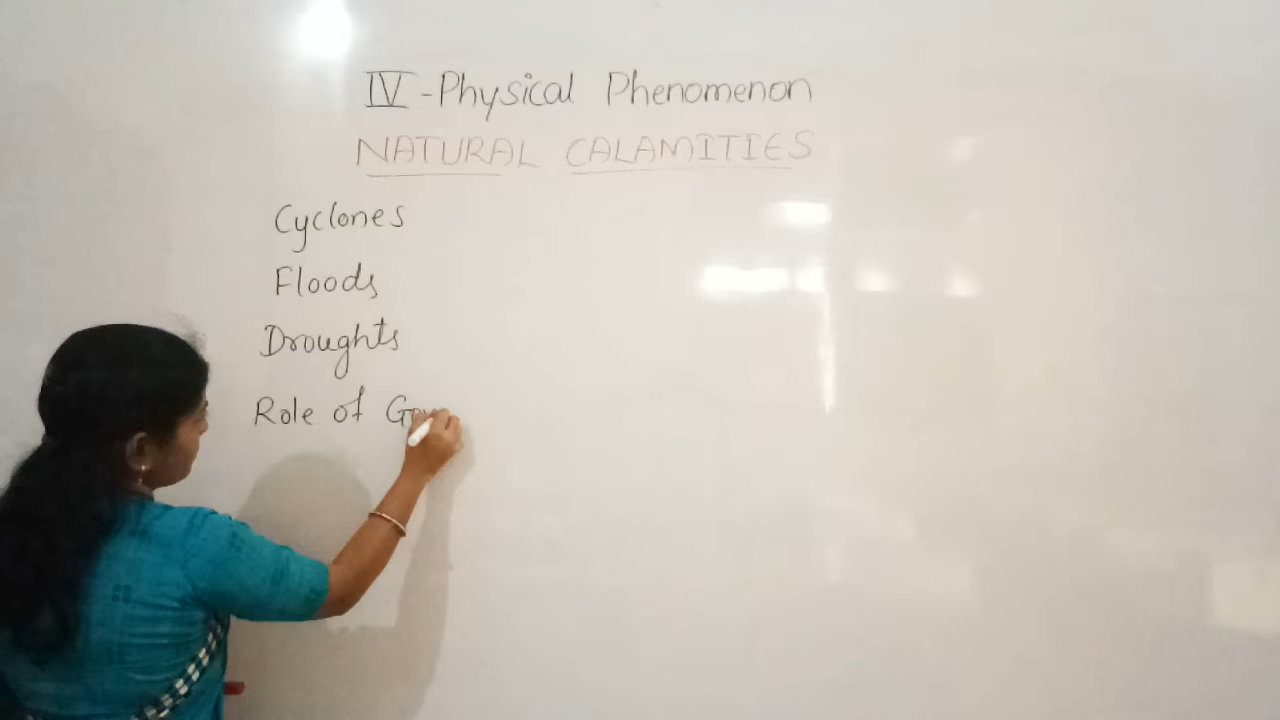 IV - Physical Phenomenon
NATURAL CALAMITIES
Cyclones
Floods
Droughts
Role of